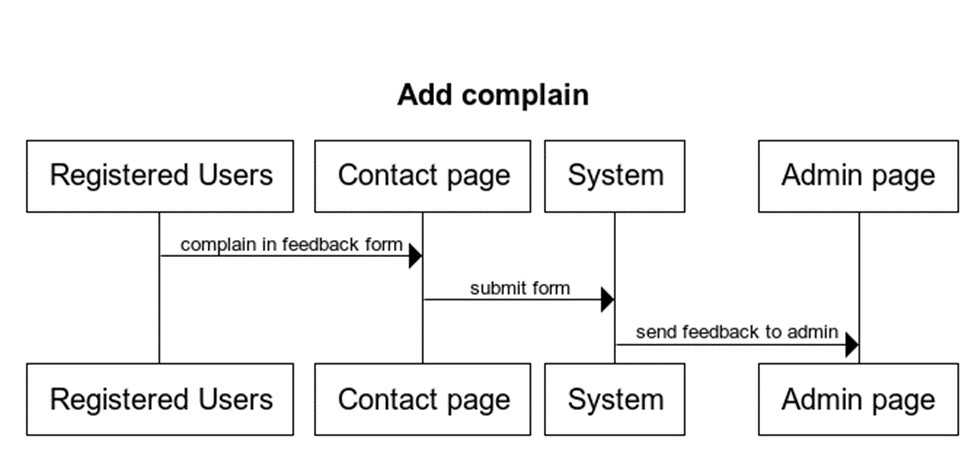 Add complain
Registered Users
Contact page
System
Admin page
complain in feedback form
submit form
send feedback to admin
Registered Users
Contact page
System
Admin page